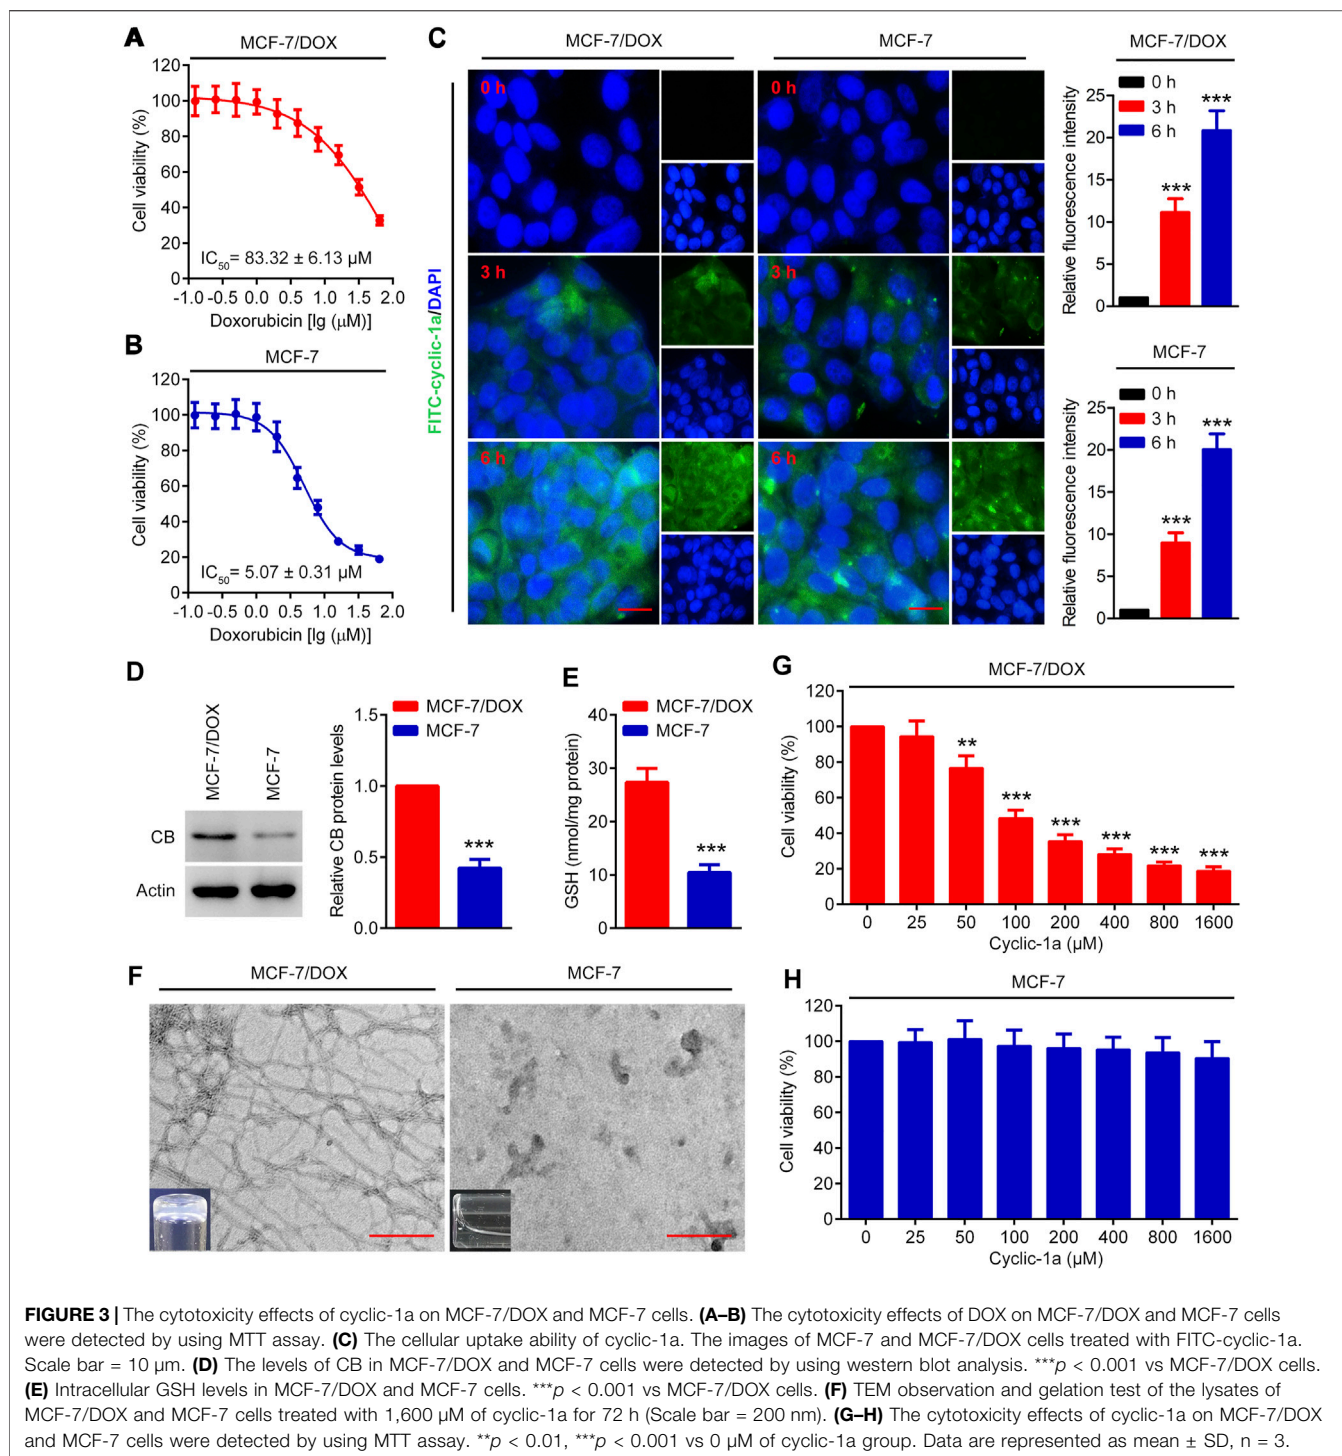 A
MCF-7/DOX
Cell viability (%)
120
100
80
60
40
20
0
IC50= 83.32 ± 6.13 µM
-1.0 -0.5 0.0 0.5 1.0 1.5 2.0
Doxorubicin [lg (µM)]
B
MCF-7
Cell viability (%)
120
100
80
60
40
20
0
IC50= 5.07 ± 0.31 µM
-1.0 -0.5 0.0 0.5 1.0 1.5 2.0
Doxorubicin [lg (µM)]
C
MCF-7/DOX MCF-7
FITC-cyclic-1a/DAPI
0 h 0 h
3 h 3 h
6 h 6 h
MCF-7/DOX
0 h
3 h
6 h
Relative fluorescence intensity
25
20
15
10
5
0
*** ***
MCF-7
0 h
3 h
6 h
Relative fluorescence intensity
25
20
15
10
5
0
*** ***
D
MCF-7/DOX MCF-7
CB
Actin
MCF-7/DOX
MCF-7
Relative CB protein levels
1.5
1.0
0.5
0.0
***
E
MCF-7/DOX
MCF-7
GSH (nmol/mg protein)
40
30
20
10
0
***
F
MCF-7/DOX MCF-7
G
MCF-7/DOX
Cell viability (%)
120
100
80
60
40
20
0
** *** *** *** *** ***
0 25 50 100 200 400 800 1600
Cyclic-1a (µM)
H
MCF-7
Cell viability (%)
120
100
80
60
40
20
0
0 25 50 100 200 400 800 1600
Cyclic-1a (µM)
FIGURE 3 | The cytotoxicity effects of cyclic-1a on MCF-7/DOX and MCF-7 cells. (A–B) The cytotoxicity effects of DOX on MCF-7/DOX and MCF-7 cells
were detected by using MTT assay. (C) The cellular uptake ability of cyclic-1a. The images of MCF-7 and MCF-7/DOX cells treated with FITC-cyclic-1a.
Scale bar = 10 µm. (D) The levels of CB in MCF-7/DOX and MCF-7 cells were detected by using western blot analysis. ***p < 0.001 vs MCF-7/DOX cells.
(E) Intracellular GSH levels in MCF-7/DOX and MCF-7 cells. ***p < 0.001 vs MCF-7/DOX cells. (F) TEM observation and gelation test of the lysates of
MCF-7/DOX and MCF-7 cells treated with 1,600 µM of cyclic-1a for 72 h (Scale bar = 200 nm). (G–H) The cytotoxicity effects of cyclic-1a on MCF-7/DOX
and MCF-7 cells were detected by using MTT assay. **p < 0.01, ***p < 0.001 vs 0 µM of cyclic-1a group. Data are represented as mean ± SD, n = 3.